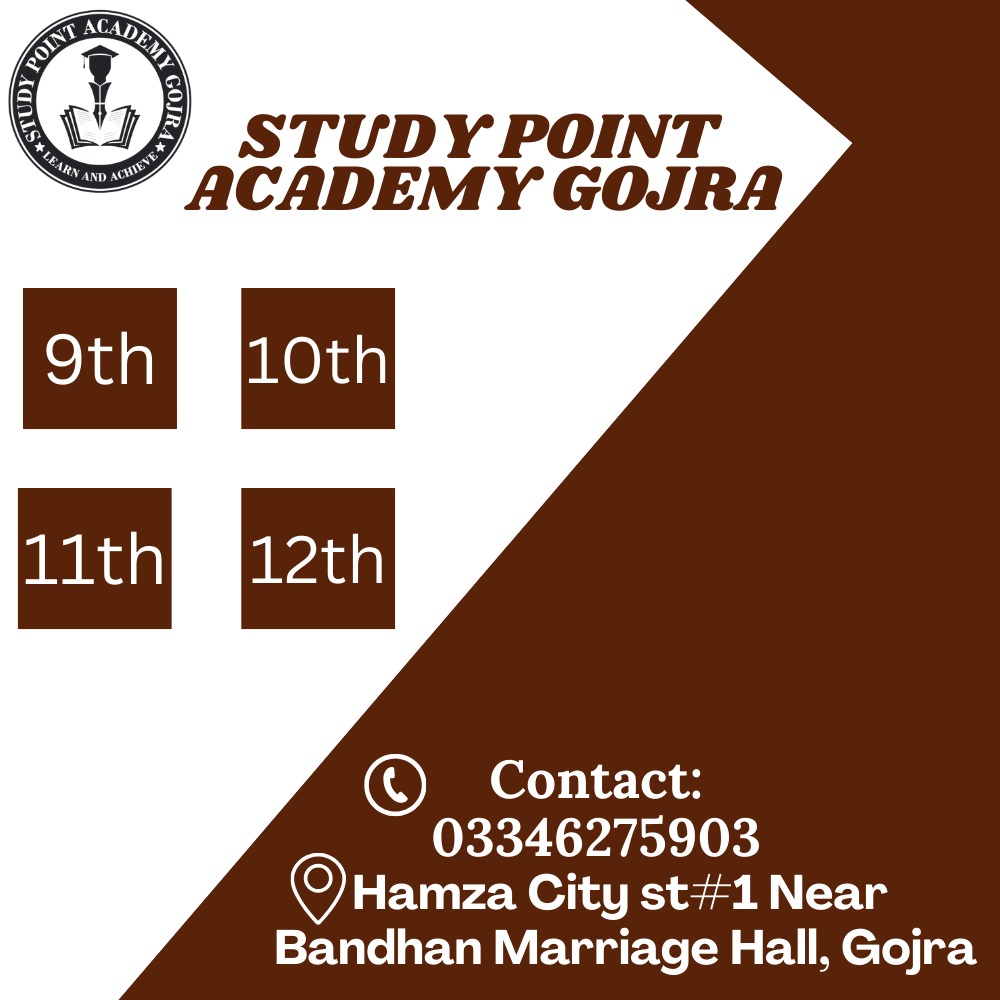 STUDY POINT ACADEMY GOJRA
LEARN AND ACHIEVE
STUDY POINT
ACADEMY GOJRA
9th
10th
11th
12th
Contact:
03346275903
Hamza City st#1 Near
Bandhan Marriage Hall, Gojra